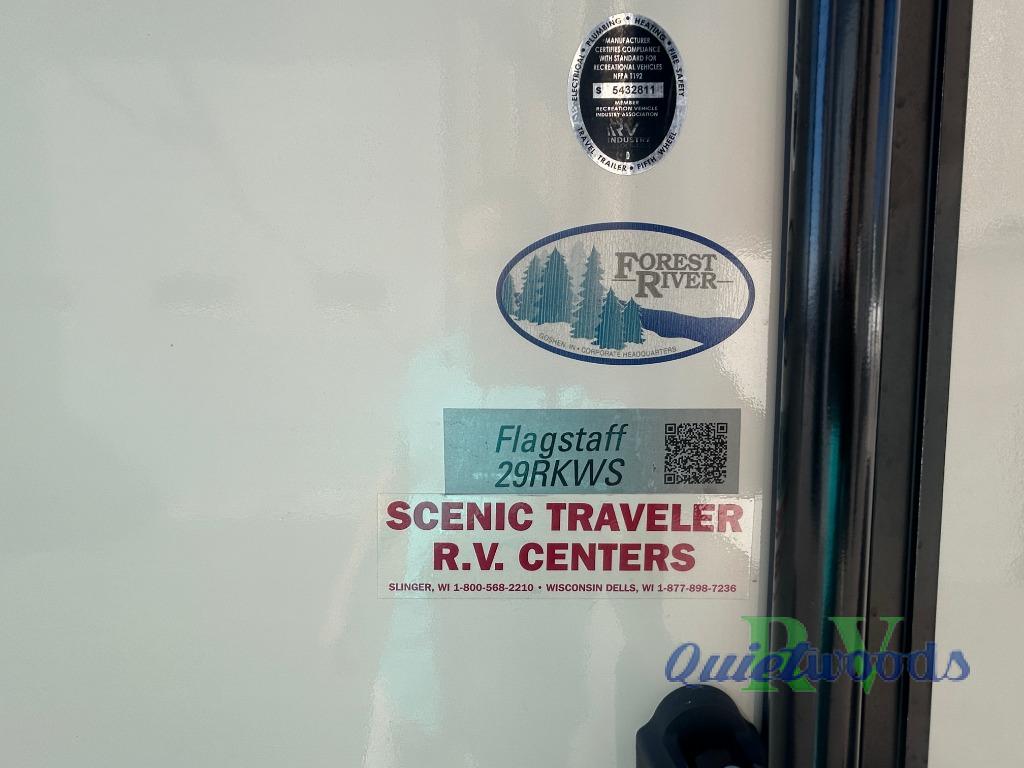 ELECTRICAL • PLUMBING • HEATING • FIRE SAFETY
MANUFACTURER
CERTIFIES COMPLIANCE
WITH STANDARD FOR
RECREATIONAL VEHICLES
NFPA 1192
S 5432811
MEMBER
RECREATION VEHICLE
INDUSTRY ASSOCIATION
RV
INDUSTRY
TRAVEL TRAILER • FIFTH WHEEL
FOREST
RIVER
GOSHEN, IN • CORPORATE HEADQUARTERS
Flagstaff
29RKWS
SCENIC TRAVELER
R.V. CENTERS
SLINGER, WI 1-800-568-2210 • WISCONSIN DELLS, WI 1-877-898-7236
RV
Quietwoods